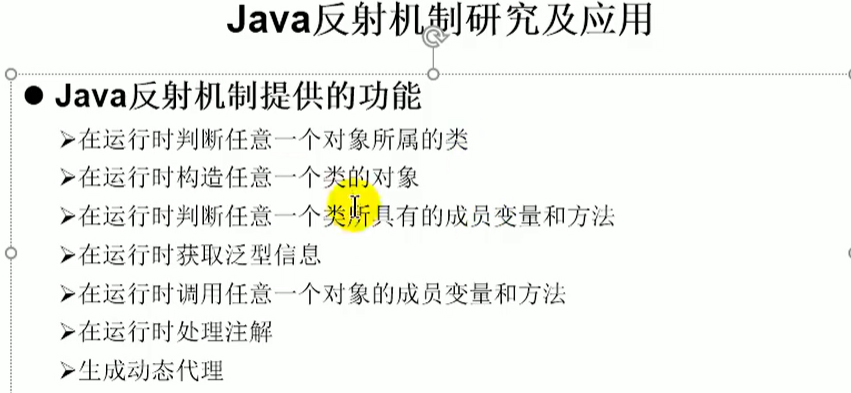 Java反射机制研究及应用
● Java反射机制提供的功能
➢在运行时判断任意一个对象所属的类
➢在运行时构造任意一个类的对象
➢在运行时判断任意一个类所具有的成员变量和方法
➢在运行时获取泛型信息
➢在运行时调用任意一个对象的成员变量和方法
➢在运行时处理注解
➢生成动态代理